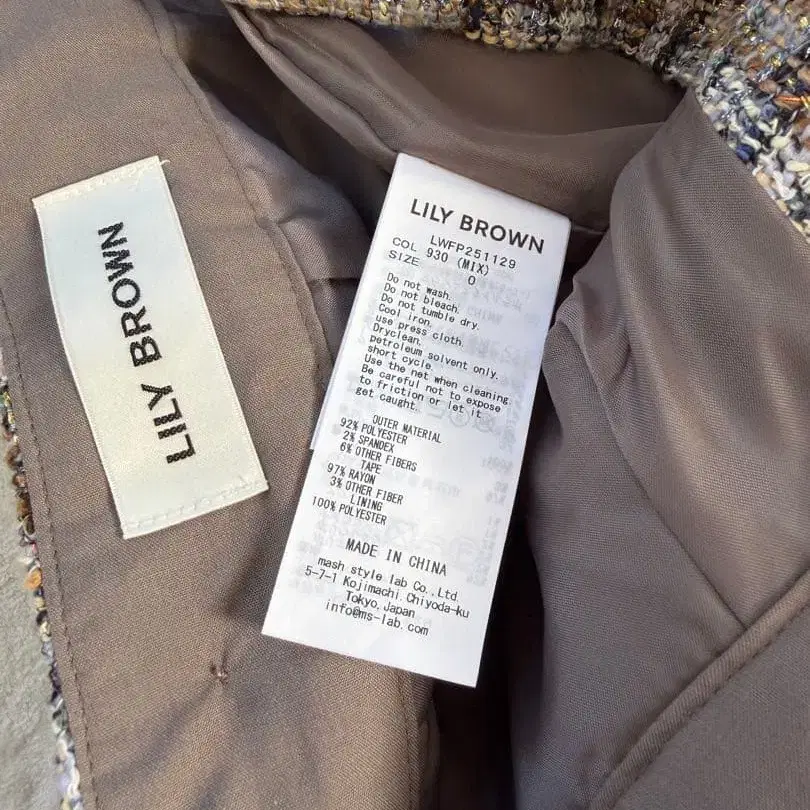 LILY BROWN
LILY BROWN
LWFP251129
COL 930 (MIX)
SIZE 0
Do not wash.
Do not bleach.
Do not tumble dry.
Cool iron.
use press cloth.
Dryclean.
petroleum solvent only.
short cycle.
Use the net when cleaning.
Be careful not to expose
to friction or let it
get caught.
OUTER MATERIAL
92% POLYESTER
2% SPANDEX
6% OTHER FIBERS
TAPE
97% RAYON
3% OTHER FIBER
LINING
100% POLYESTER
MADE IN CHINA
mash style lab Co.,Ltd.
5-7-1 Kojimachi.Chiyoda-ku
Tokyo,Japan
info@ms-lab.com